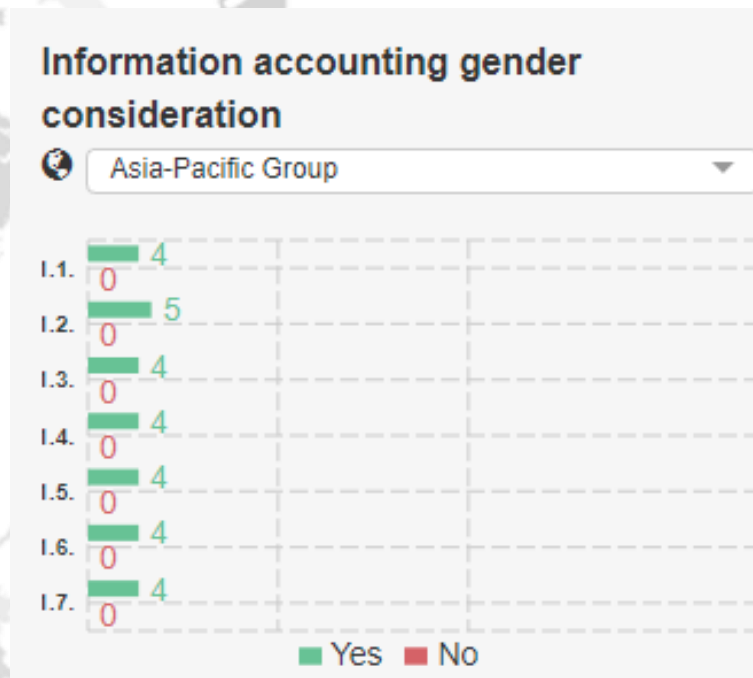 Information accounting gender
consideration
Asia-Pacific Group
I.1.
4
0
I.2.
5
0
I.3.
4
0
I.4.
4
0
I.5.
4
0
I.6.
4
0
I.7.
4
0
Yes No